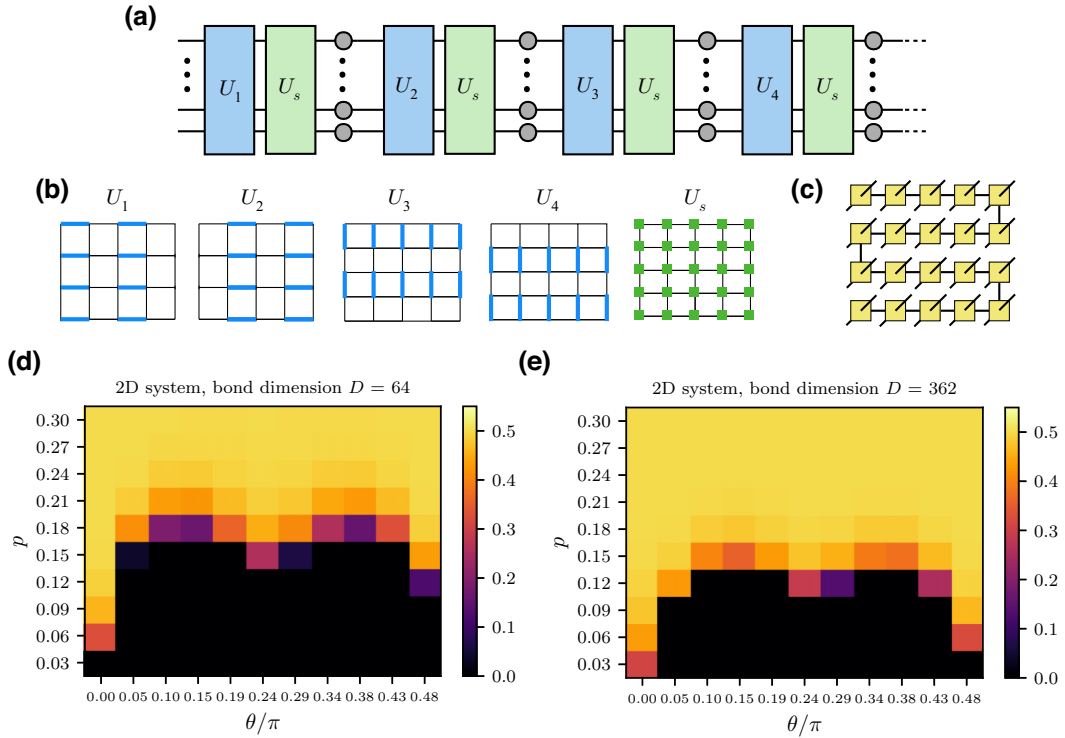 (a)
U₁ Uₛ U₂ Uₛ U₃ Uₛ U₄ Uₛ
(b)
U₁ U₂ U₃ U₄ Uₛ
(c)
(d)
2D system, bond dimension D = 64
0.30
0.27
0.24
0.21
0.18
0.15
0.12
0.09
0.06
0.03
p
0.00 0.05 0.10 0.15 0.19 0.24 0.29 0.34 0.38 0.43 0.48
θ/π
0.5
0.4
0.3
0.2
0.1
0.0
(e)
2D system, bond dimension D = 362
0.30
0.27
0.24
0.21
0.18
0.15
0.12
0.09
0.06
0.03
p
0.00 0.05 0.10 0.15 0.19 0.24 0.29 0.34 0.38 0.43 0.48
θ/π
0.5
0.4
0.3
0.2
0.1
0.0